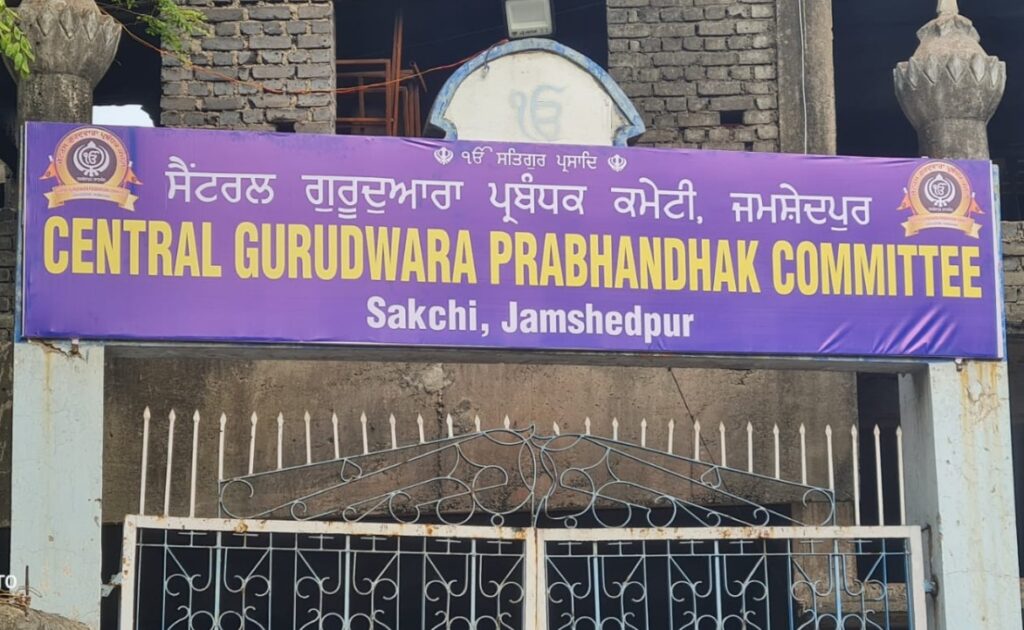 ੴ
ੴ ਸਤਿਗੁਰ ਪ੍ਰਸਾਦਿ
ਸੈਂਟਰਲ ਗੁਰੂਦੁਆਰਾ ਪ੍ਰਬੰਧਕ ਕਮੇਟੀ, ਜਮਸ਼ੇਦਪੁਰ
CENTRAL GURUDWARA PRABHANDHAK COMMITTEE
Sakchi, Jamshedpur